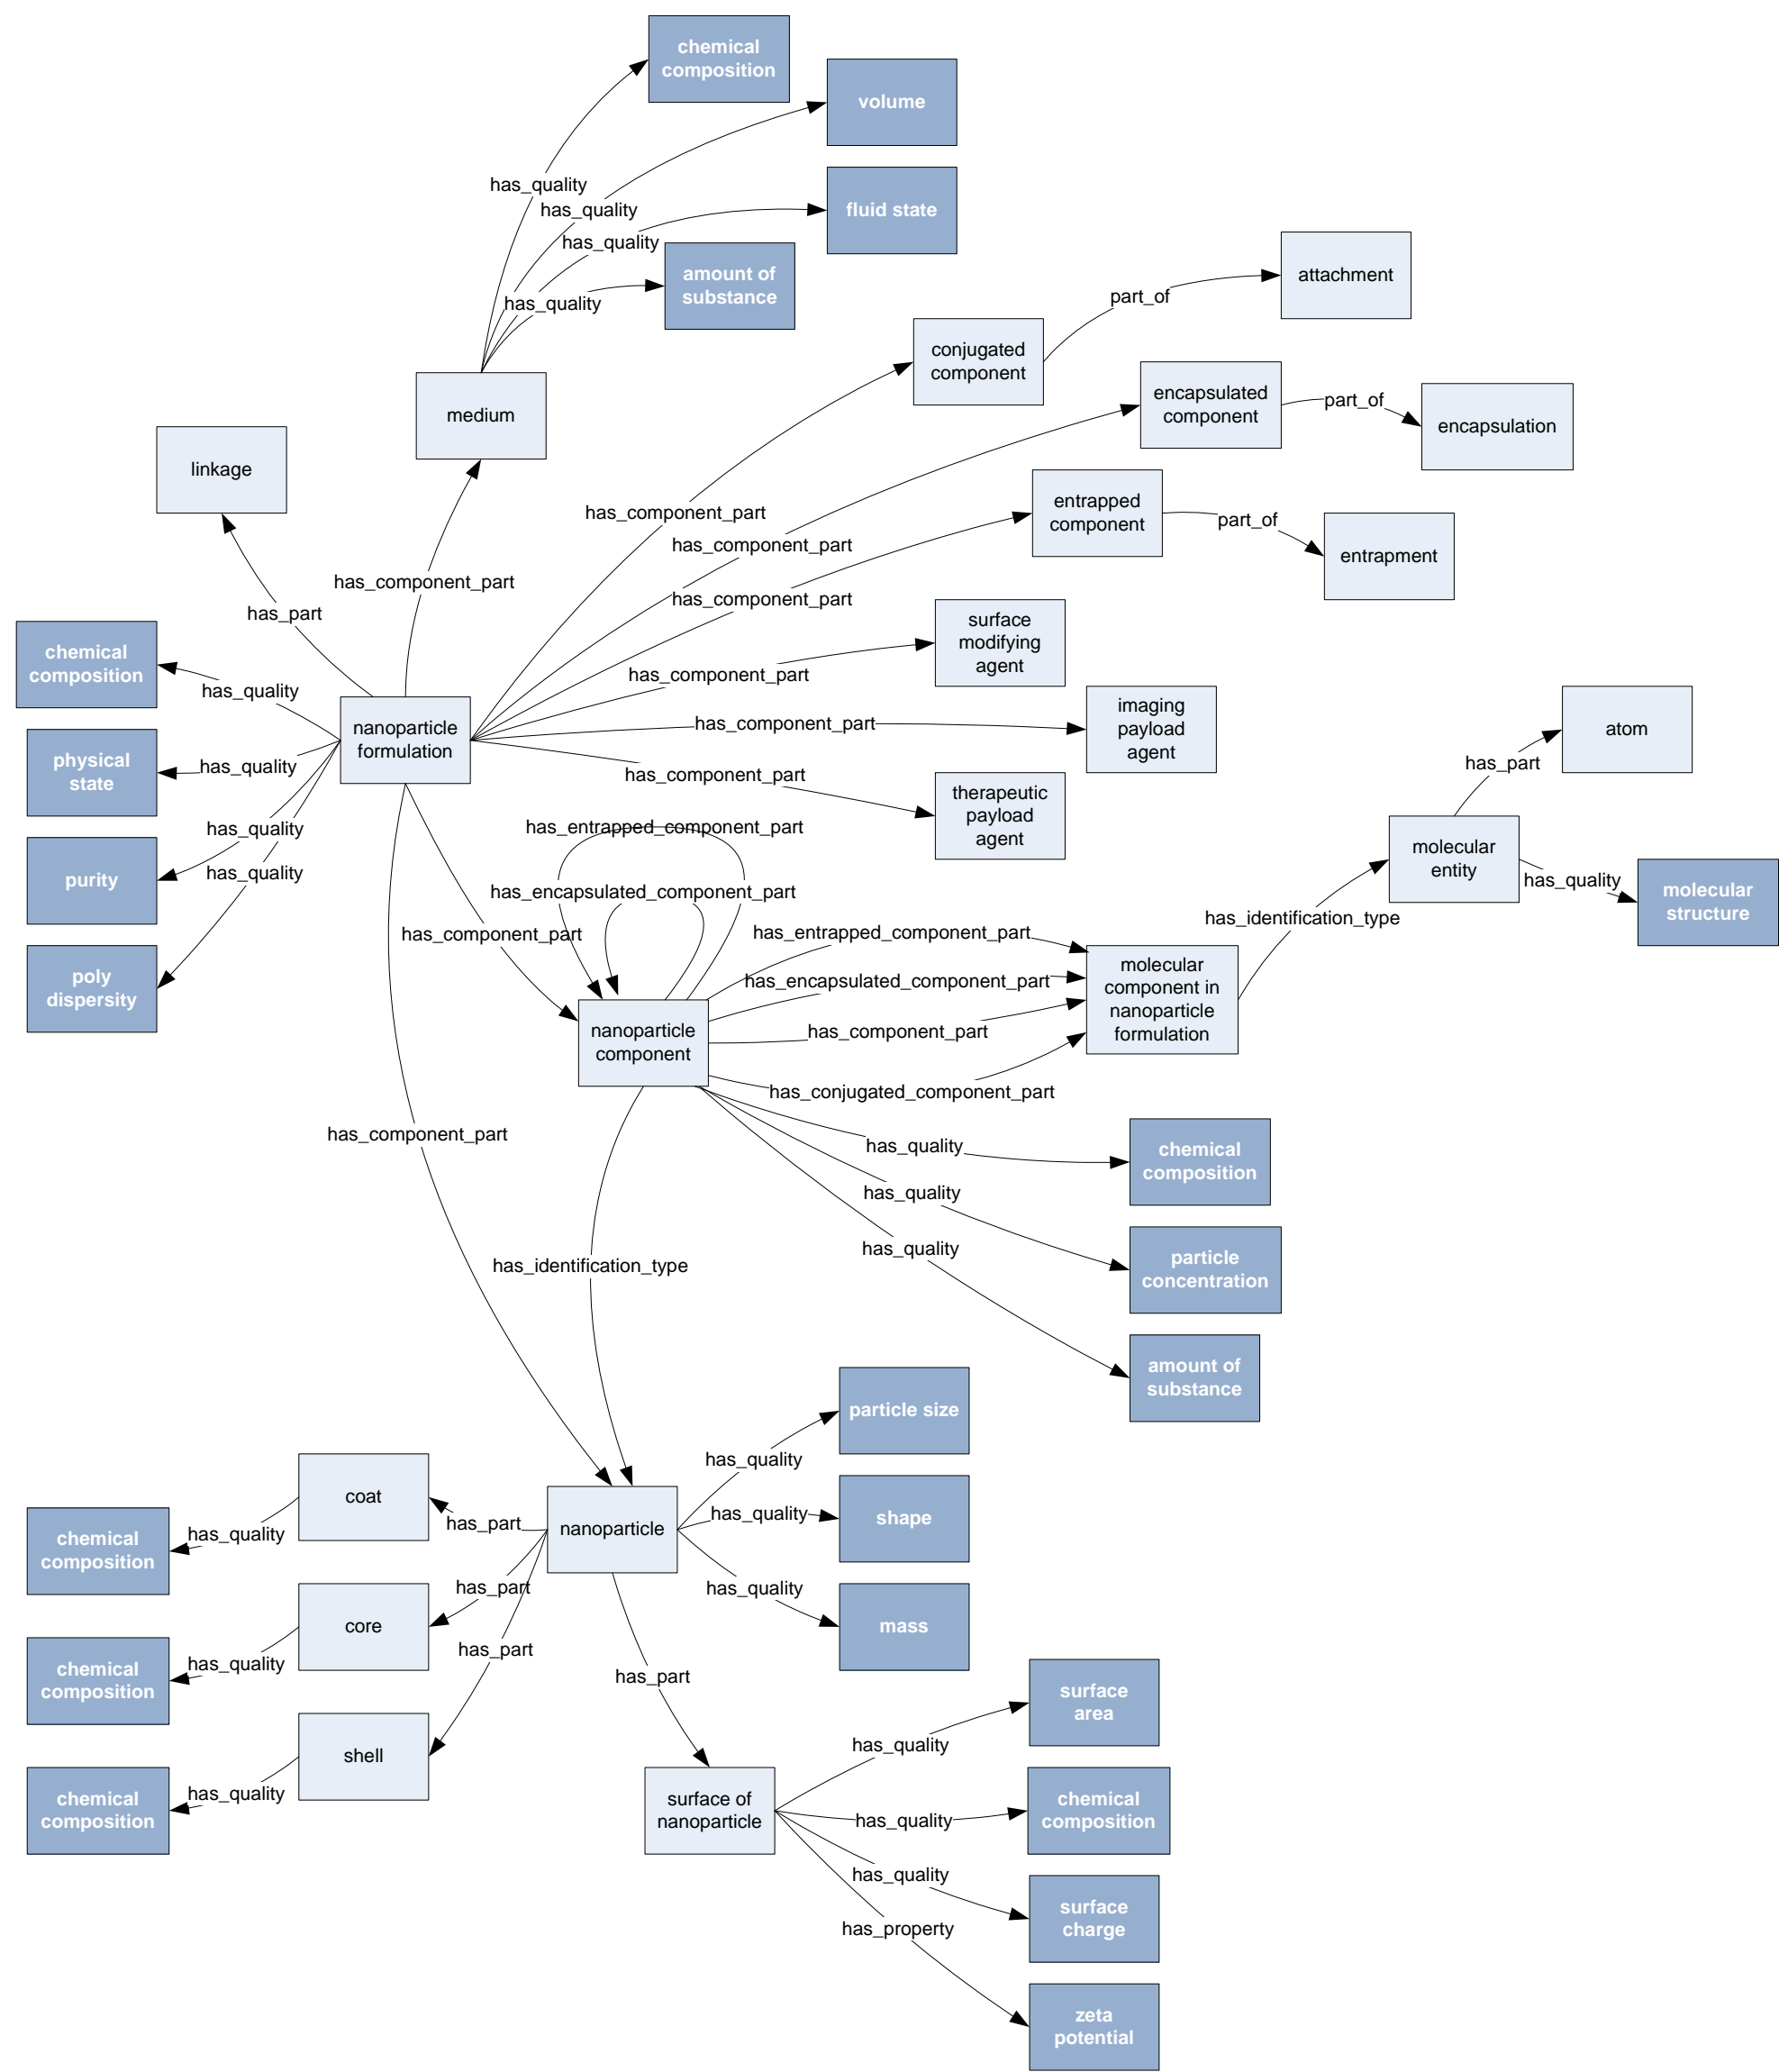 chemical
composition
volume
has_quality
has_quality
fluid state
has_quality
amount of
substance
has_quality
attachment
part_of
conjugated
component
encapsulated
component
part_of
encapsulation
medium
linkage
entrapped
component
part_of
entrapment
has_component_part
has_component_part
has_component_part
has_component_part
has_part
surface
modifying
agent
chemical
composition
has_quality
has_component_part
nanoparticle
formulation
has_component_part
imaging
payload
agent
atom
physical
state
has_quality
has_component_part
has_part
therapeutic
payload
agent
has_quality
has_entrapped_component_part
molecular
entity
purity
has_quality
has_encapsulated_component_part
has_quality
molecular
structure
has_component_part
has_entrapped_component_part
has_identification_type
poly
dispersity
has_encapsulated_component_part
molecular
component in
nanoparticle
formulation
nanoparticle
component
has_component_part
has_conjugated_component_part
has_component_part
has_quality
chemical
composition
has_quality
has_quality
particle
concentration
has_identification_type
amount of
substance
particle size
has_quality
coat
has_part
nanoparticle
has_quality
shape
chemical
composition
has_quality
has_part
has_quality
core
mass
has_part
chemical
composition
has_quality
has_part
surface
area
shell
has_quality
chemical
composition
has_quality
surface of
nanoparticle
has_quality
chemical
composition
has_quality
surface
charge
has_property
zeta
potential